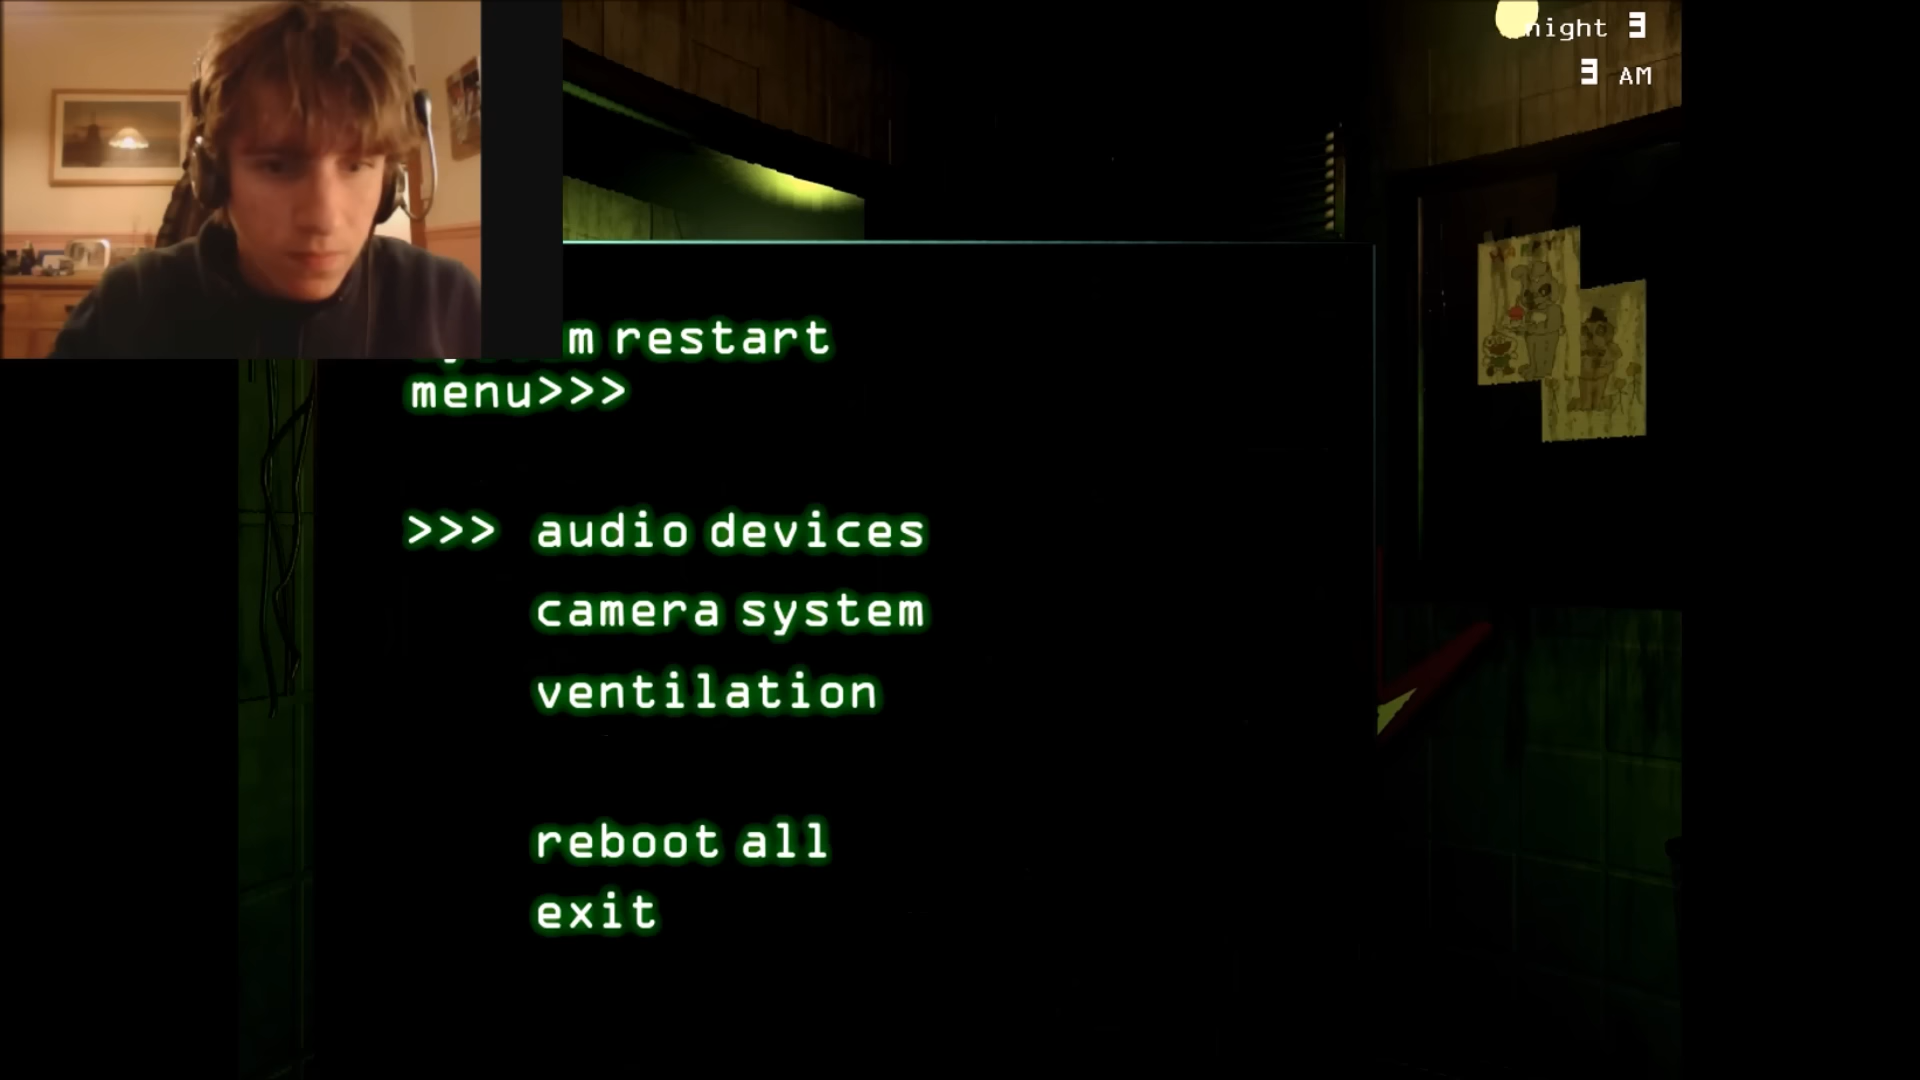 night 3
3 AM
restart
menu>>>
>>> audio devices
camera system
ventilation
reboot all
exit